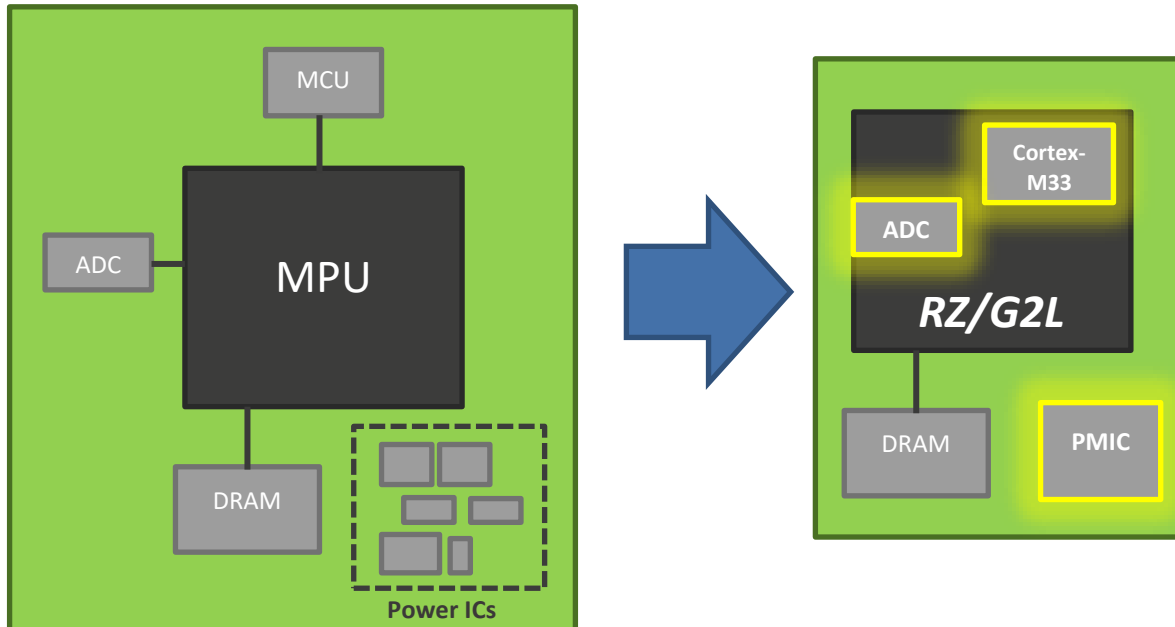 MCU
ADC
MPU
DRAM
Power ICs
Cortex-
M33
ADC
RZ/G2L
DRAM
PMIC